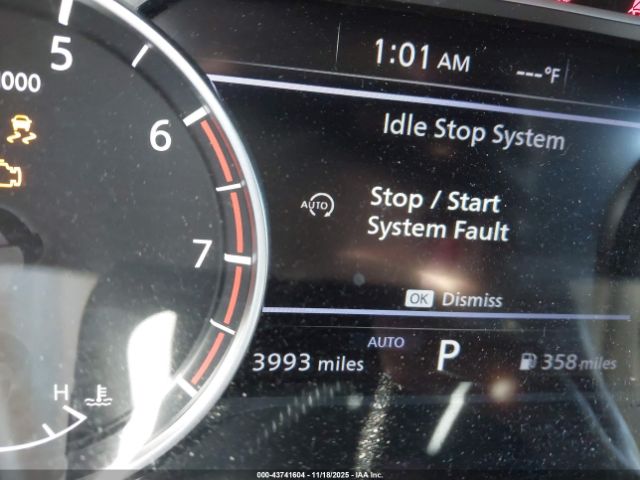 5
1:01 AM
---°F
000
Idle Stop System
6
AUTO
Stop / Start
System Fault
7
OK Dismiss
AUTO
3993 miles
P
358 miles
H
000-43741604 - 11/18/2025 - IAA Inc.